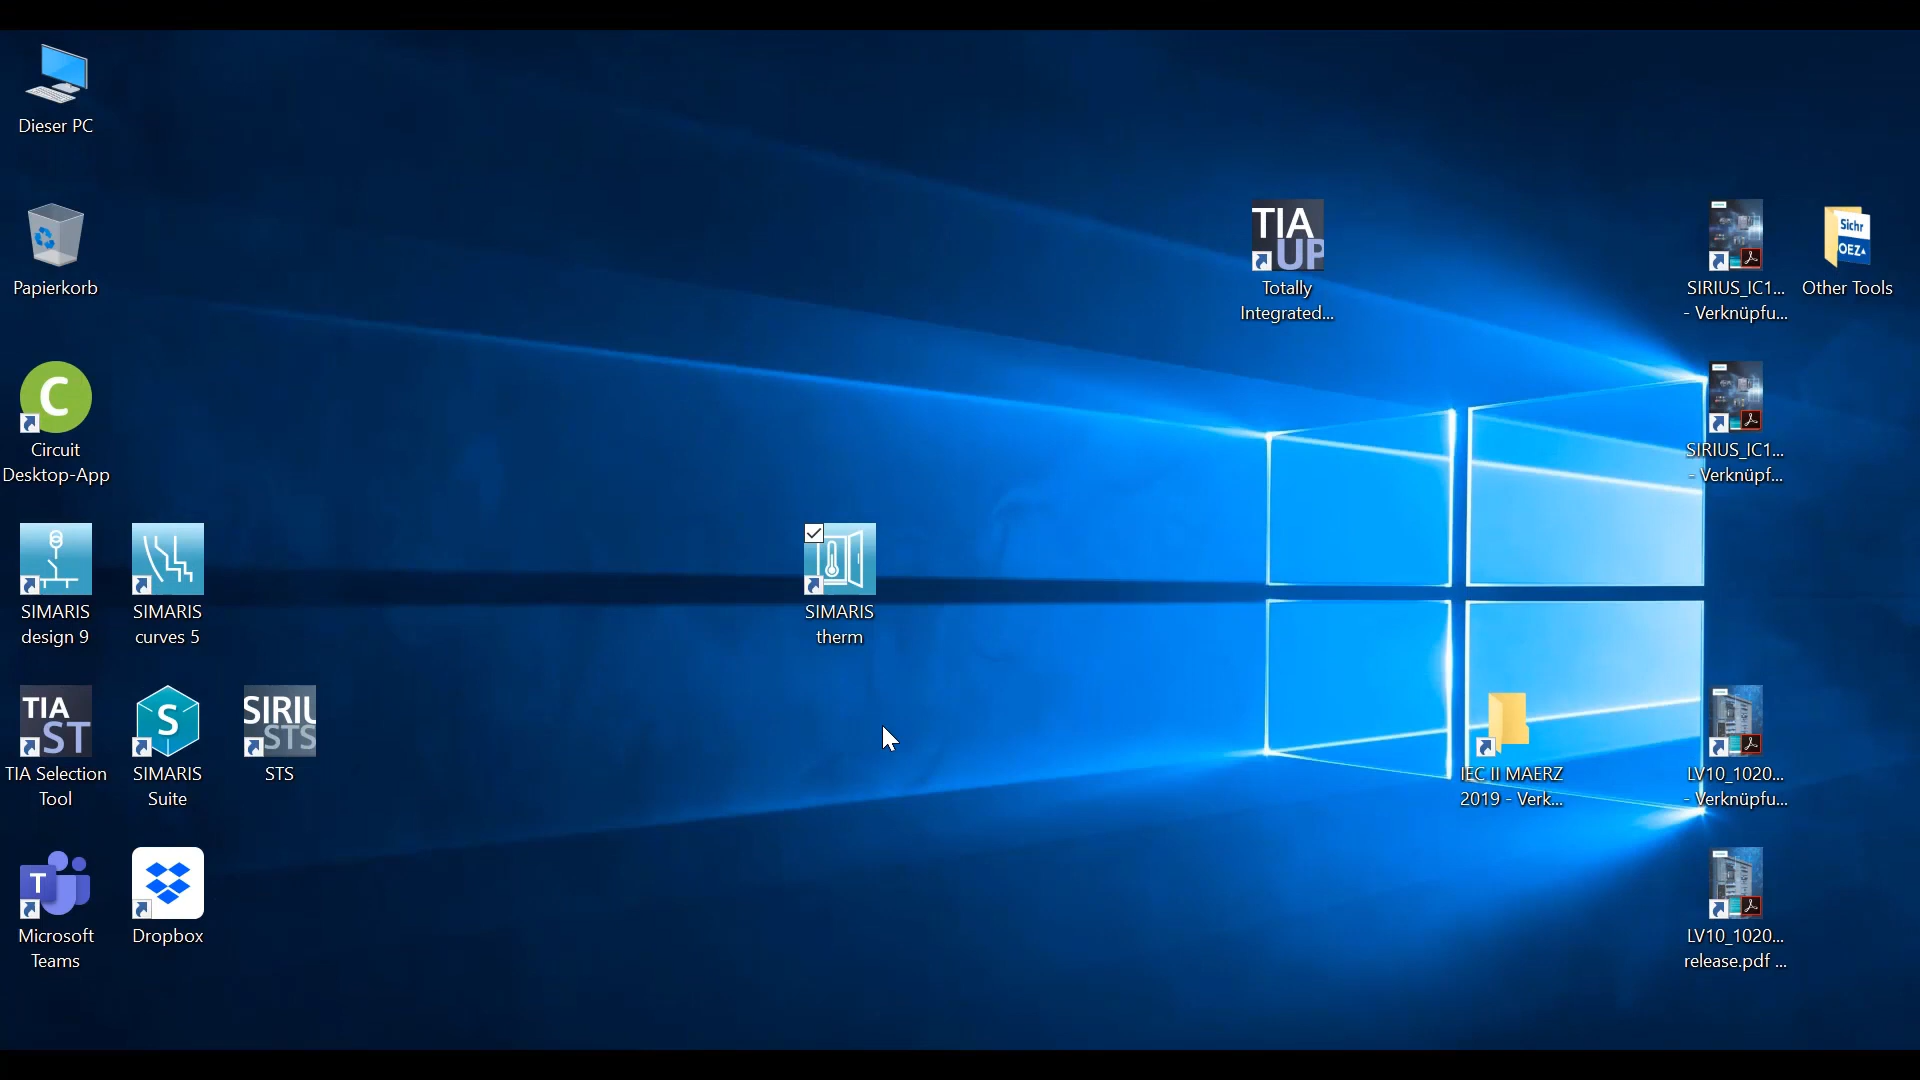 Dieser PC
Papierkorb
C
Circuit
Desktop-App
SIMARIS
design 9
SIMARIS
curves 5
TIA
ST
TIA Selection
Tool
S
SIMARIS
Suite
SIRIU
STS
STS
T
Microsoft
Teams
Dropbox
SIMARIS
therm
TIA
UP
Totally
Integrated...
IEC II MAERZ
2019 - Verk...
SIRIUS_IC1...
- Verknüpfu...
Sichr
OEZ
Other Tools
SIRIUS_IC1...
- Verknüpf...
LV10_1020...
- Verknüpfu...
LV10_1020...
release.pdf ...